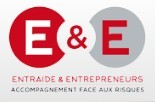 E & E
ENTRAIDE & ENTREPRENEURS
ACCOMPAGNEMENT FACE AUX RISQUES